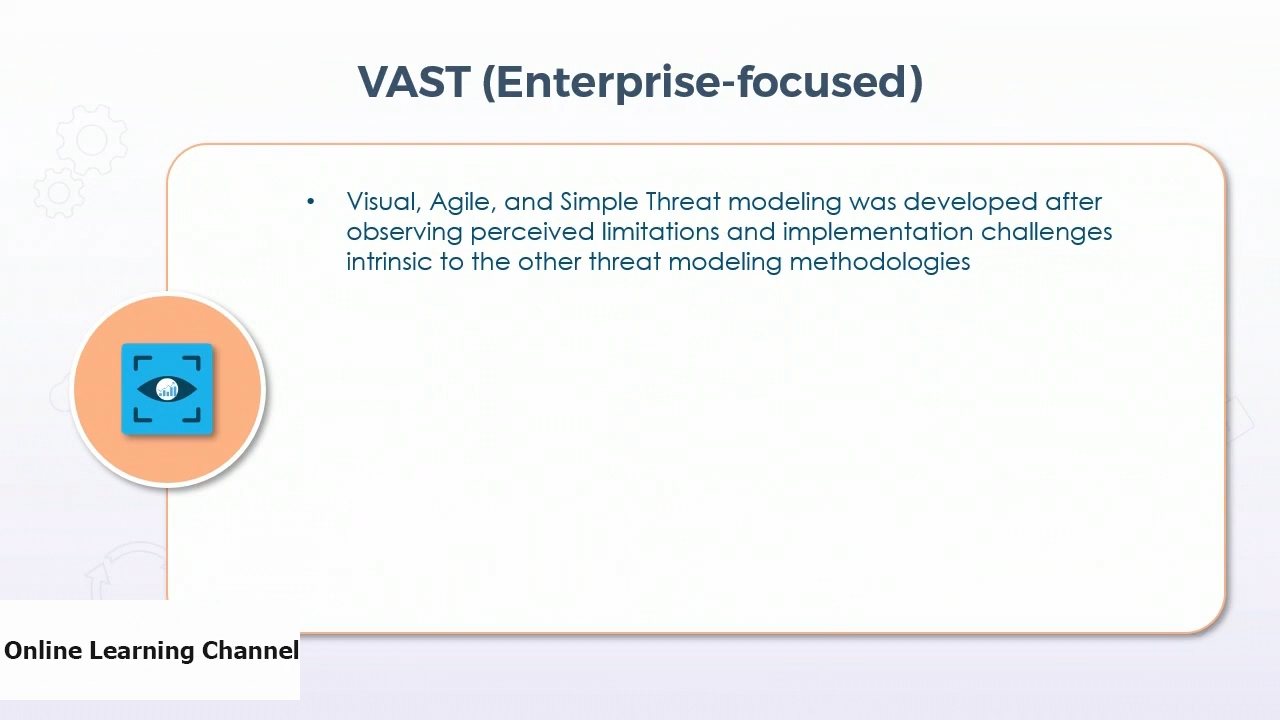 VAST (Enterprise-focused)
• Visual, Agile, and Simple Threat modeling was developed after
observing perceived limitations and implementation challenges
intrinsic to the other threat modeling methodologies
Online Learning Channel